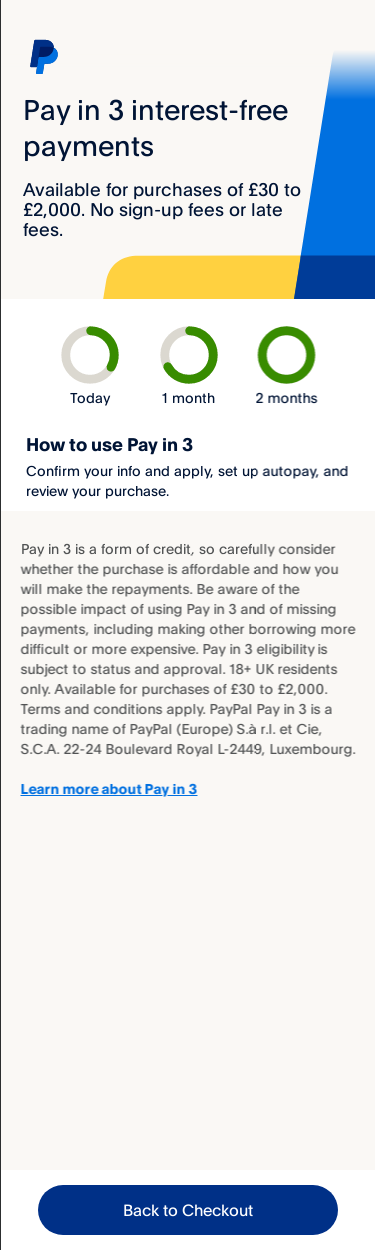 Pay in 3 interest-free
payments
Available for purchases of £30 to
£2,000. No sign-up fees or late
fees.
Today
1 month
2 months
How to use Pay in 3
Confirm your info and apply, set up autopay, and
review your purchase.
Pay in 3 is a form of credit, so carefully consider
whether the purchase is affordable and how you
will make the repayments. Be aware of the
possible impact of using Pay in 3 and of missing
payments, including making other borrowing more
difficult or more expensive. Pay in 3 eligibility is
subject to status and approval. 18+ UK residents
only. Available for purchases of £30 to £2,000.
Terms and conditions apply. PayPal Pay in 3 is a
trading name of PayPal (Europe) S.à r.l. et Cie,
S.C.A. 22-24 Boulevard Royal L-2449, Luxembourg.
Learn more about Pay in 3
Back to Checkout